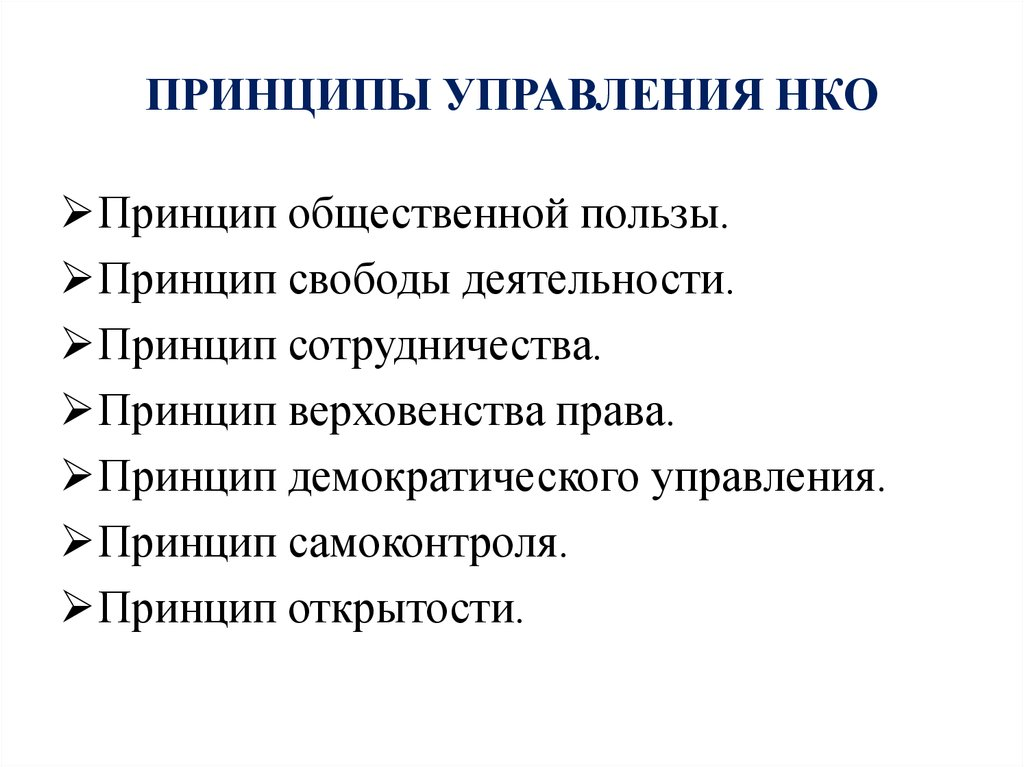 ПРИНЦИПЫ УПРАВЛЕНИЯ НКО
➢Принцип общественной пользы.
➢Принцип свободы деятельности.
➢Принцип сотрудничества.
➢Принцип верховенства права.
➢Принцип демократического управления.
➢Принцип самоконтроля.
➢Принцип открытости.